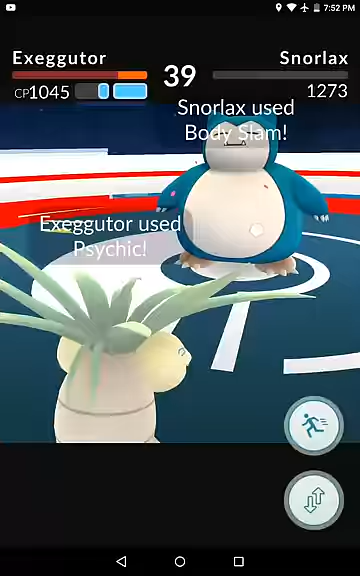 7:52 PM
Exeggutor
39
Snorlax
CP1045
1273
Snorlax used
Body Slam!
Exeggutor used
Psychic!